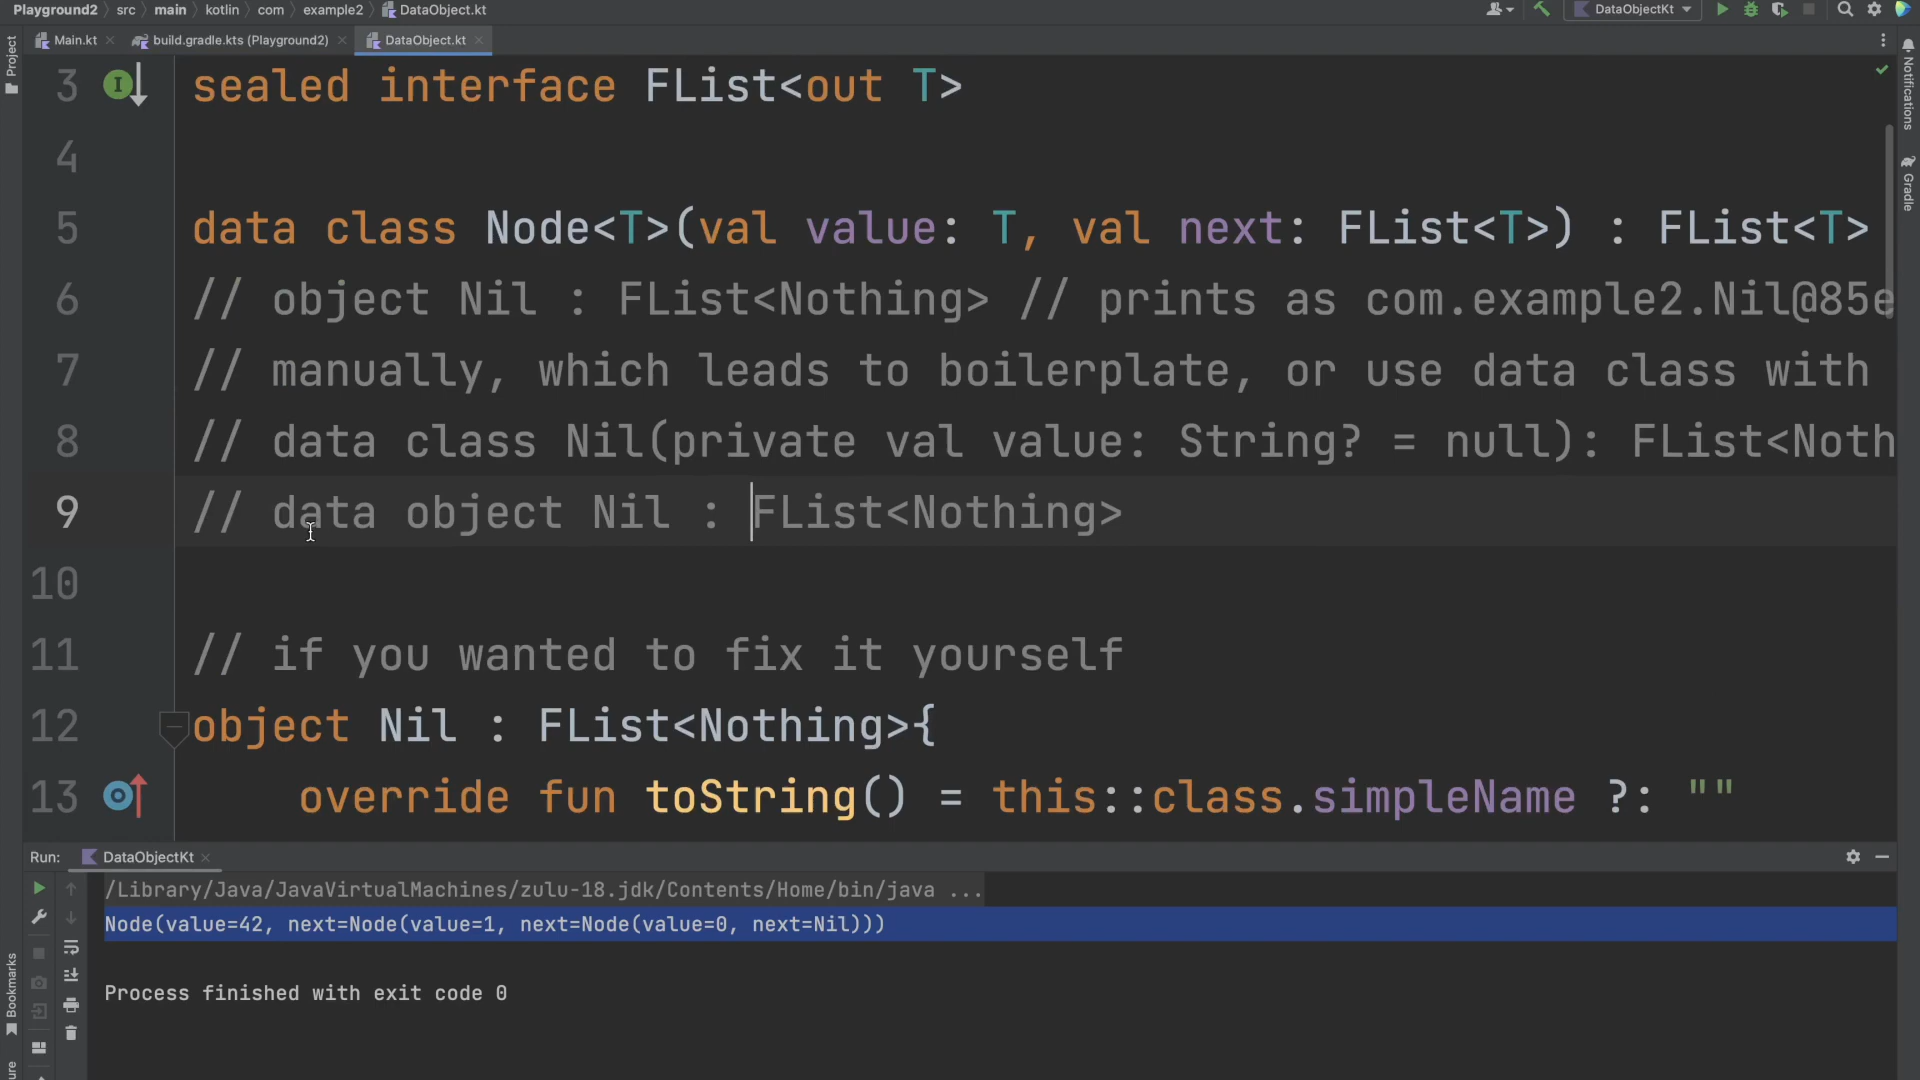 Playground2 src main kotlin com example2 DataObject.kt
DataObjectKt
Main.kt build.gradle.kts (Playground2) DataObject.kt
Project
Notifications
Gradle
3 sealed interface FList<out T>
4
5 data class Node<T>(val value: T, val next: FList<T>) : FList<T>
6 // object Nil : FList<Nothing> // prints as com.example2.Nil@85e
7 // manually, which leads to boilerplate, or use data class with
8 // data class Nil(private val value: String? = null): FList<Noth
9 // data object Nil : FList<Nothing>
10
11 // if you wanted to fix it yourself
12 object Nil : FList<Nothing>{
13 override fun toString() = this::class.simpleName ?: ""
Run: DataObjectKt
/Library/Java/JavaVirtualMachines/zulu-18.jdk/Contents/Home/bin/java ...
Node(value=42, next=Node(value=1, next=Node(value=0, next=Nil)))
Process finished with exit code 0
Bookmarks